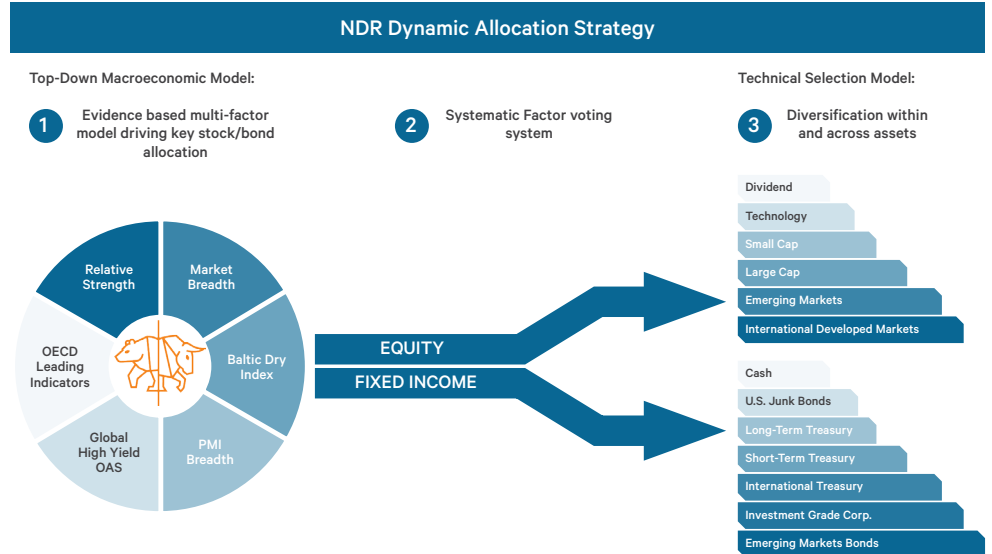 NDR Dynamic Allocation Strategy
Top-Down Macroeconomic Model:
1
Evidence based multi-factor
model driving key stock/bond
allocation
2
Systematic Factor voting
system
Technical Selection Model:
3
Diversification within
and across assets
Relative
Strength
Market
Breadth
OECD
Leading
Indicators
Baltic Dry
Index
Global
High Yield
OAS
PMI
Breadth
EQUITY
FIXED INCOME
Dividend
Technology
Small Cap
Large Cap
Emerging Markets
International Developed Markets
Cash
U.S. Junk Bonds
Long-Term Treasury
Short-Term Treasury
International Treasury
Investment Grade Corp.
Emerging Markets Bonds